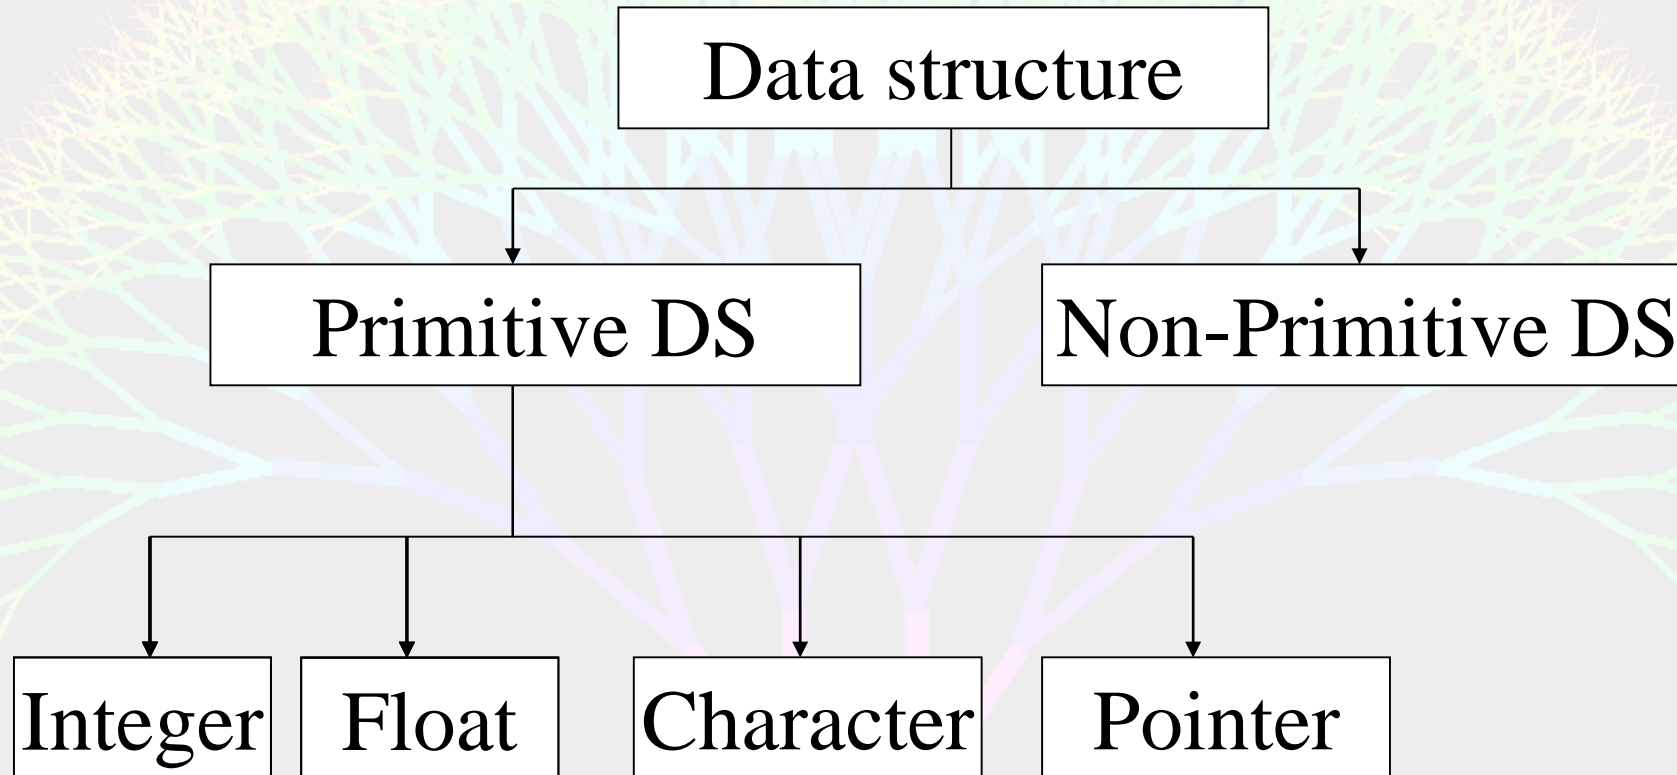 Data structure
Primitive DS
Non-Primitive DS
Integer
Float
Character
Pointer